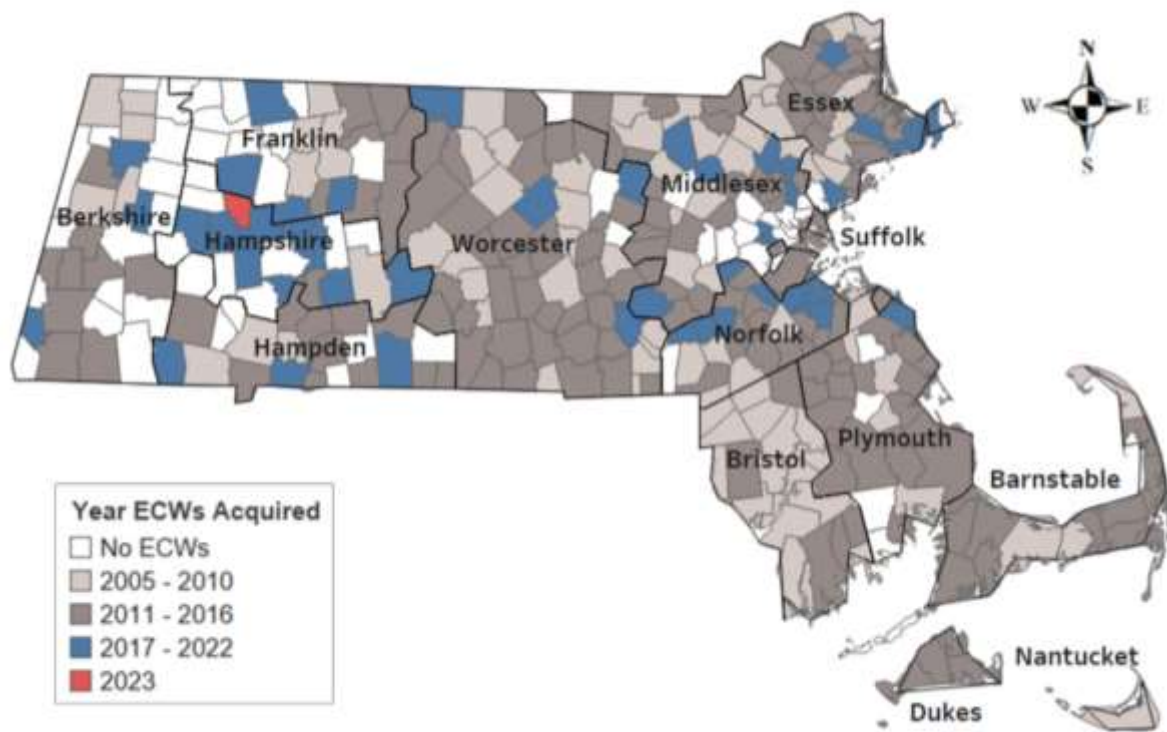 N
W E
S
Essex
Franklin
Middlesex
Berkshire
Hampshire
Worcester
Suffolk
Norfolk
Hampden
Plymouth
Bristol
Barnstable
Year ECWs Acquired
No ECWs
2005 - 2010
2011 - 2016
2017 - 2022
2023
Nantucket
Dukes